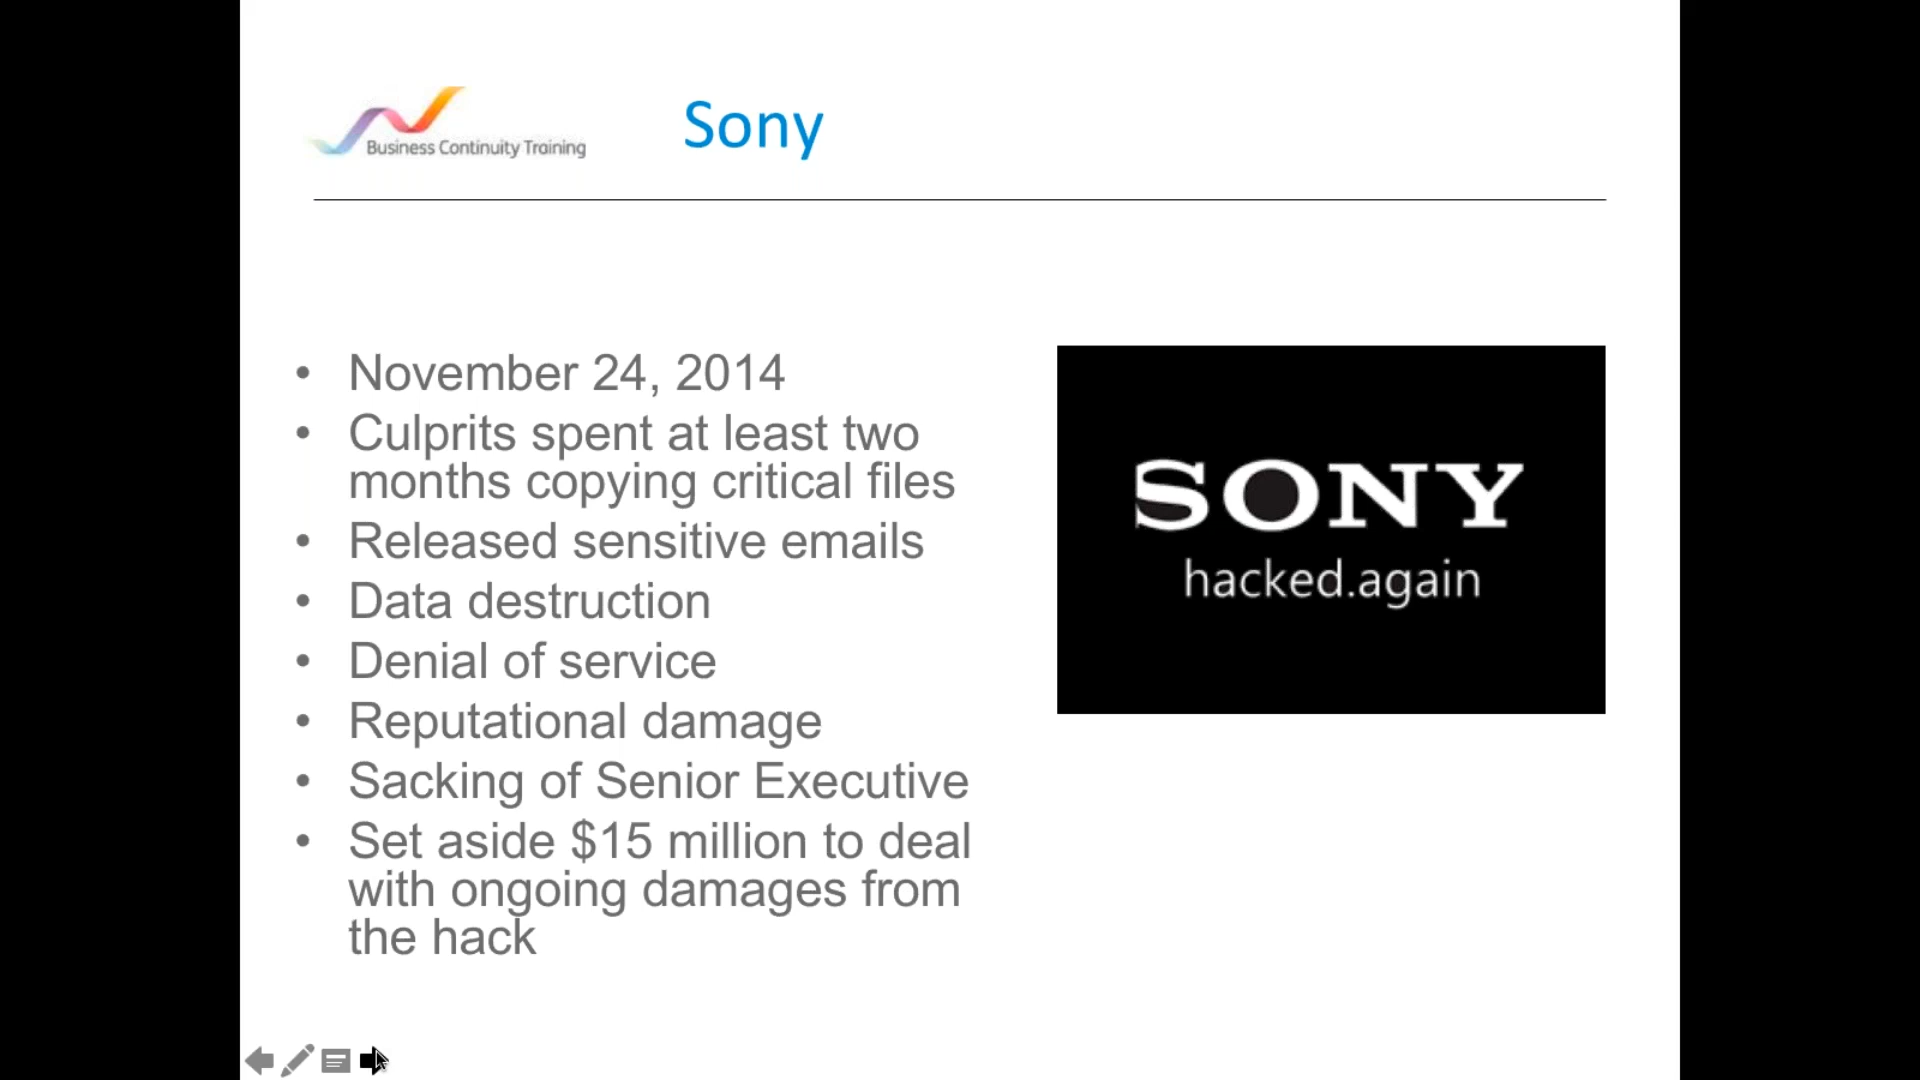 Business Continuity Training
Sony
• November 24, 2014
• Culprits spent at least two
months copying critical files
• Released sensitive emails
• Data destruction
• Denial of service
• Reputational damage
• Sacking of Senior Executive
• Set aside $15 million to deal
with ongoing damages from
the hack
SONY
hacked.again